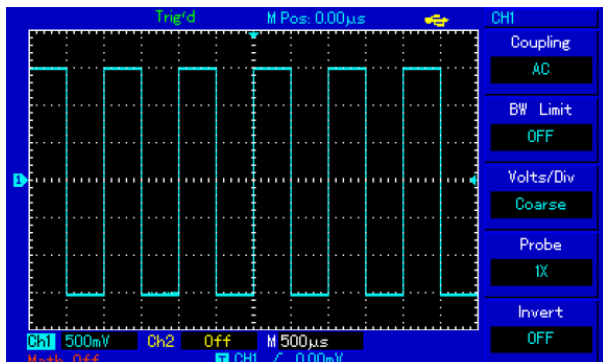 Trig'd M Pos: 0.00μs CH1
Coupling
AC
BW Limit
OFF
Volts/Div
Coarse
Probe
1X
Invert
OFF
1
Ch1 500mV Ch2 Off M 500μs
Math Off T CH1 / 0.00mV